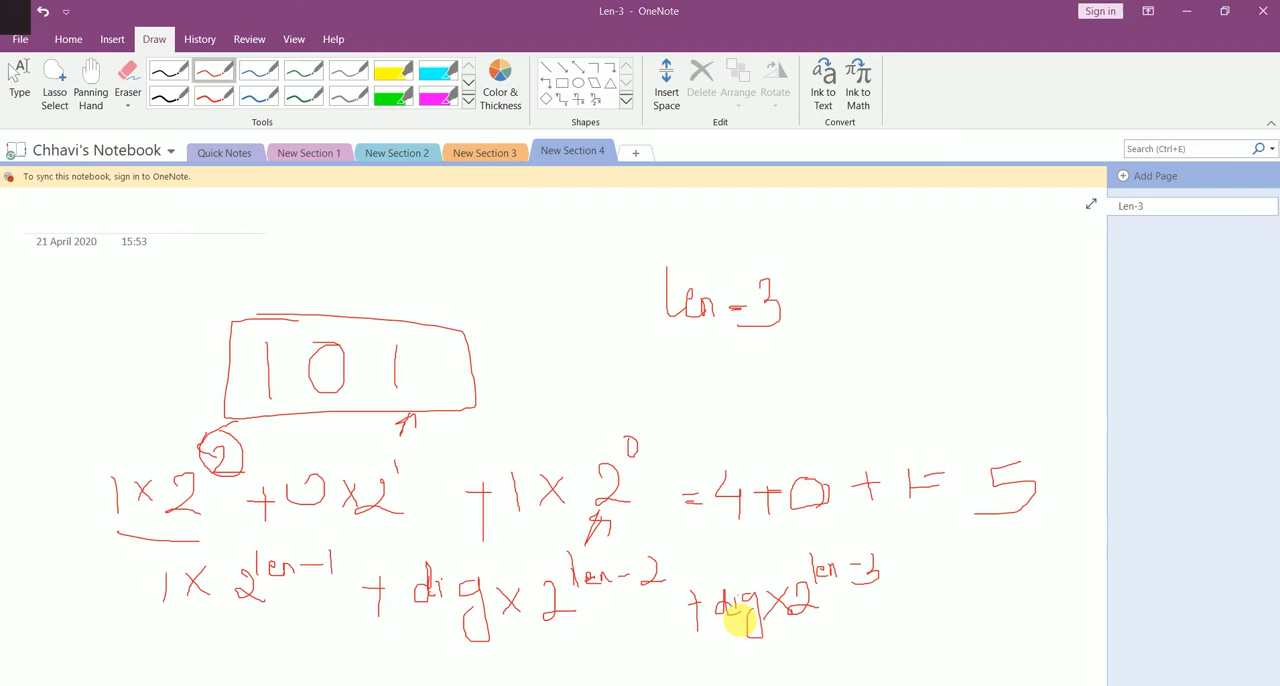 Len-3 - OneNote
Sign in
File Home Insert Draw History Review View Help
Type
Lasso Select
Panning Hand
Eraser
Color & Thickness
Insert Space
Delete
Arrange
Rotate
Ink to Text
Ink to Math
Tools
Shapes
Edit
Convert
Chhavi's Notebook
Quick Notes
New Section 1
New Section 2
New Section 3
New Section 4
Search (Ctrl+E)
To sync this notebook, sign in to OneNote.
Add Page
Len-3
21 April 2020 15:53
len = 3
1 0 1
1 × 2² + 0 × 2¹ + 1 × 2⁰ = 4 + 0 + 1 = 5
1 × 2^len-1 + dig × 2^len-2 + dig × 2^len-3